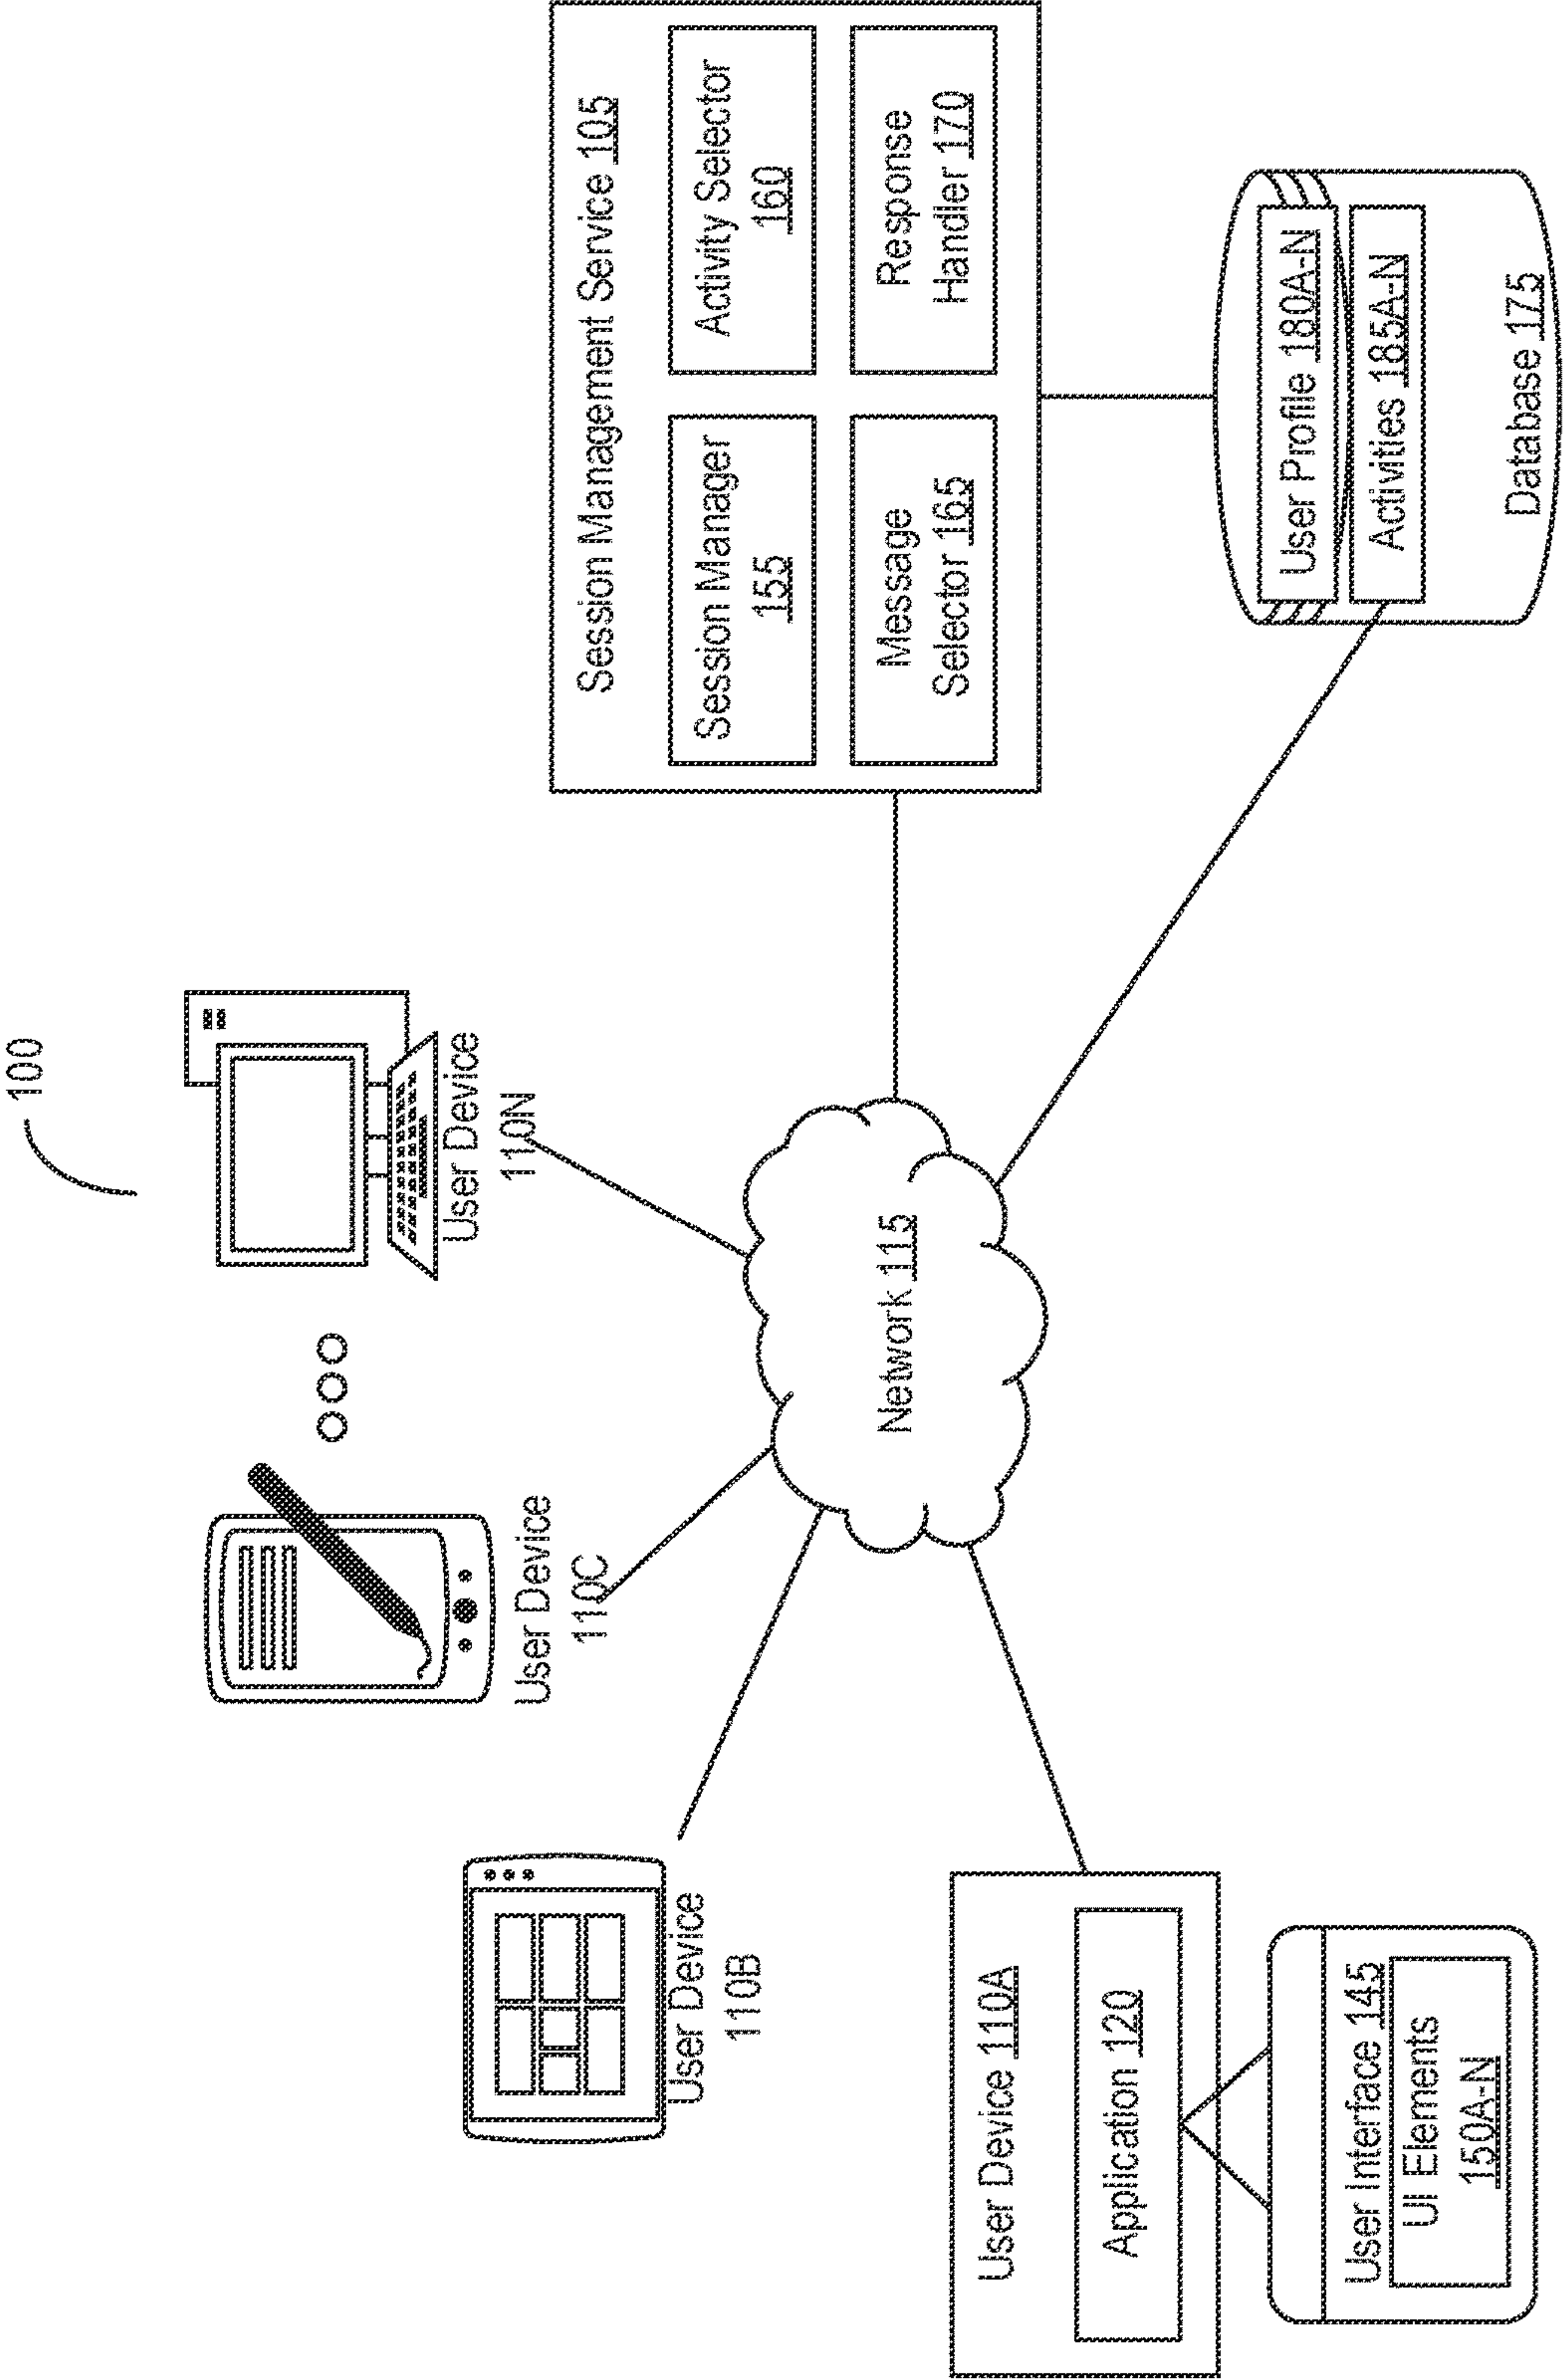 100
User Device
110B
User Device
110C
User Device
110N
User Device 110A
Application 120
User Interface 145
UI Elements
150A-N
Network 115
Session Management Service 105
Session Manager
155
Activity Selector
160
Message
Selector 165
Response
Handler 170
User Profile 180A-N
Activities 185A-N
Database 175